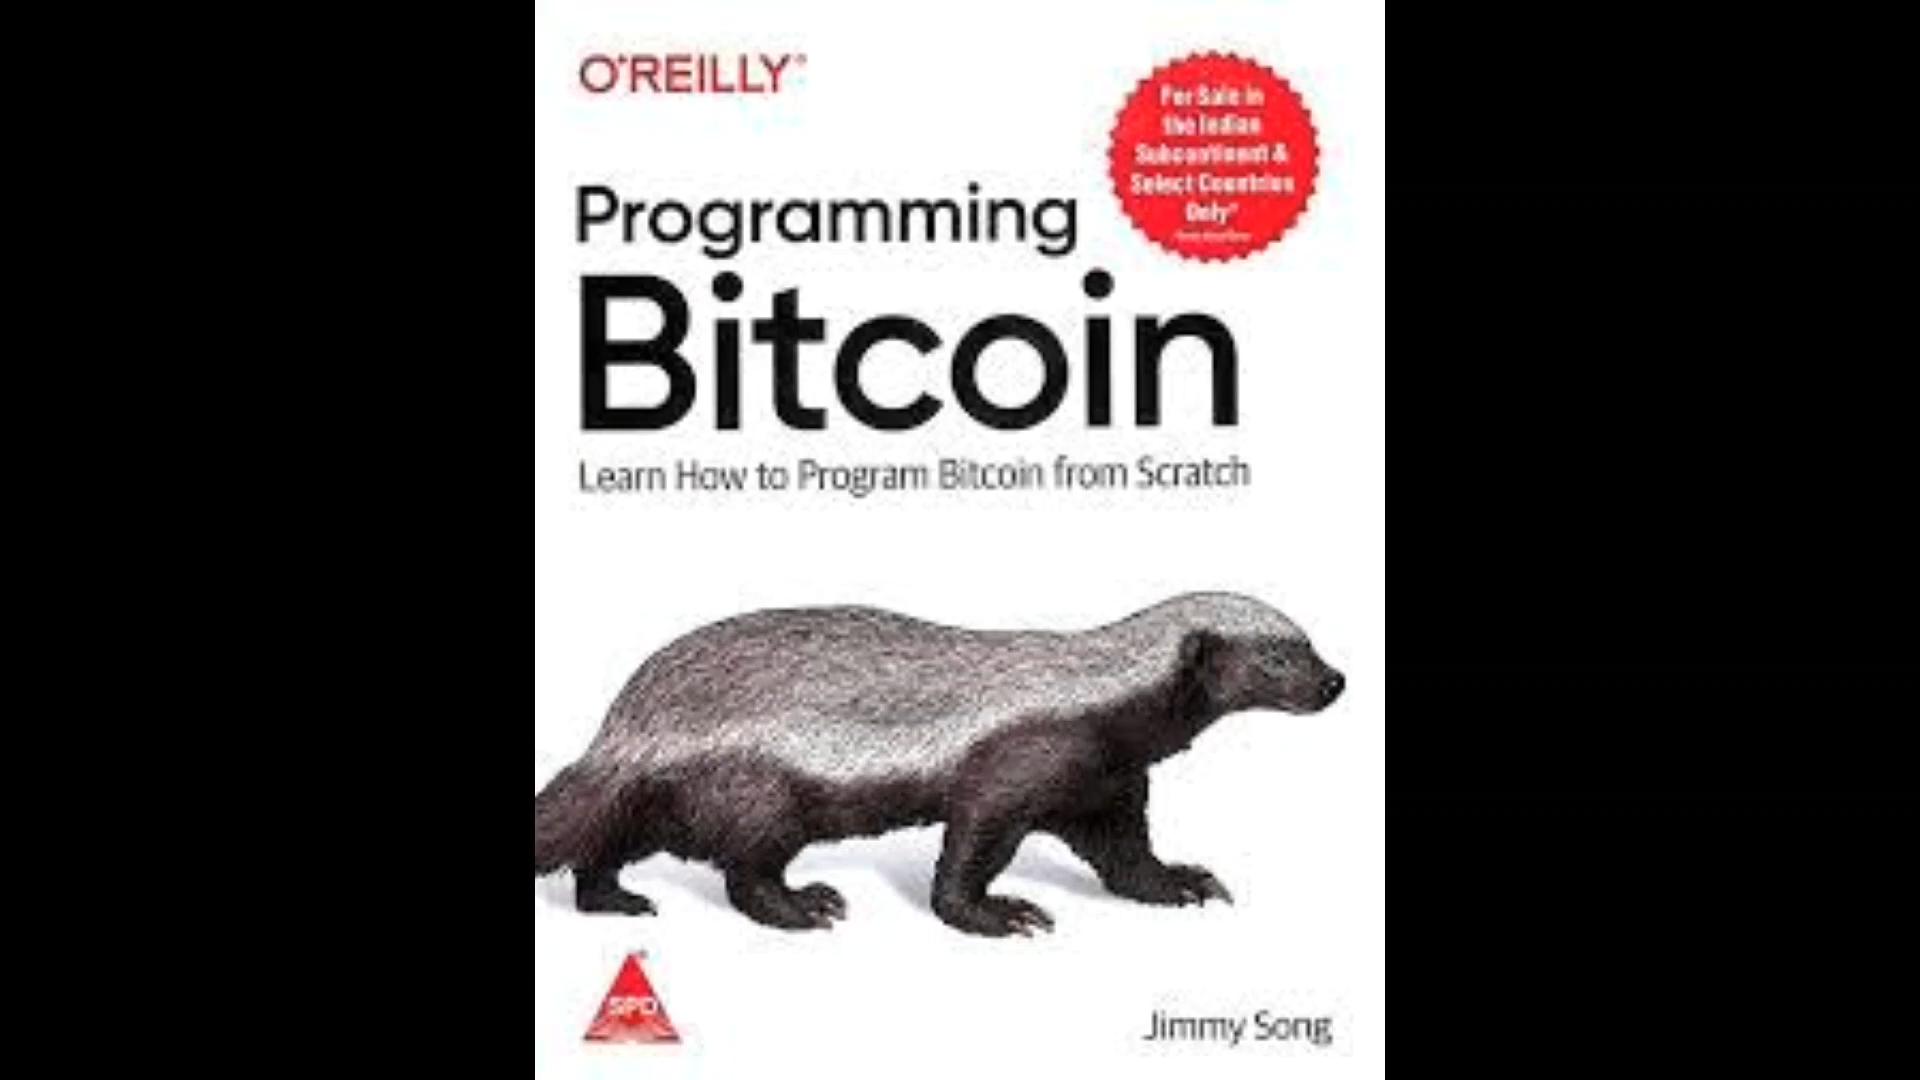 O'REILLY®
For Sale in
the Indian
Subcontinent &
Select Countries
Only*
Programming
Bitcoin
Learn How to Program Bitcoin from Scratch
SPD
Jimmy Song